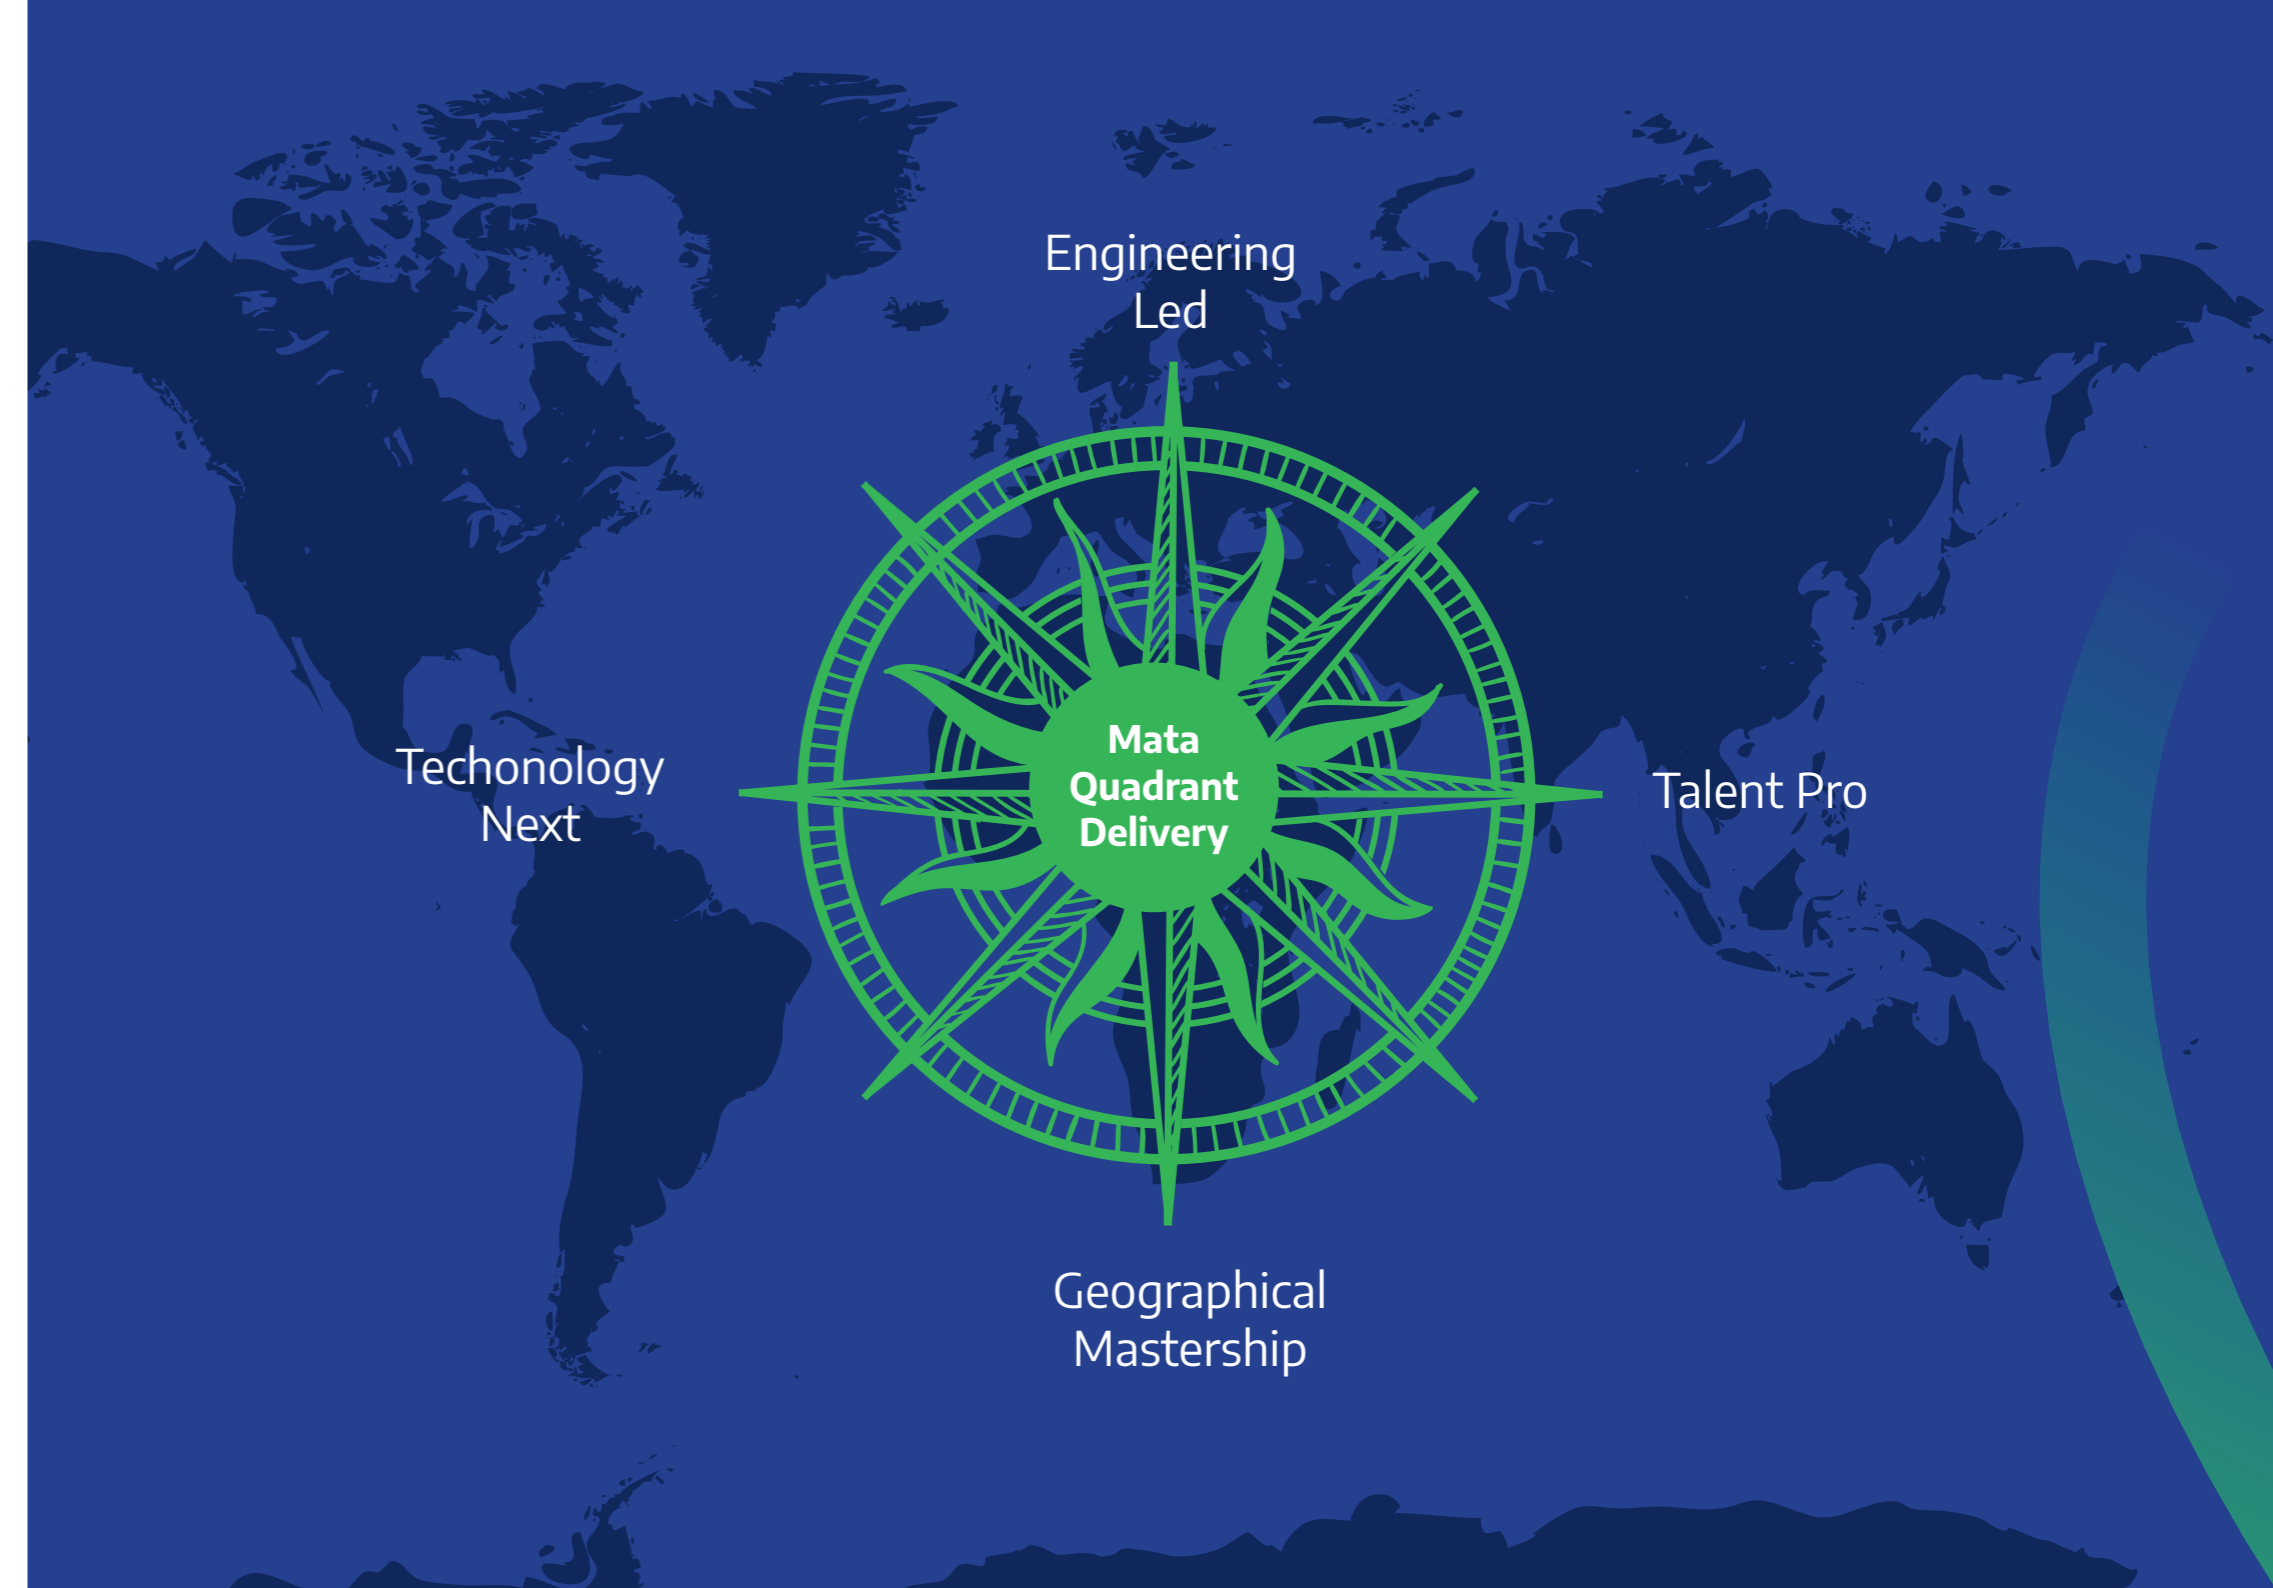 Engineering
Led
Techonology
Next
Mata
Quadrant
Delivery
Talent Pro
Geographical
Mastership